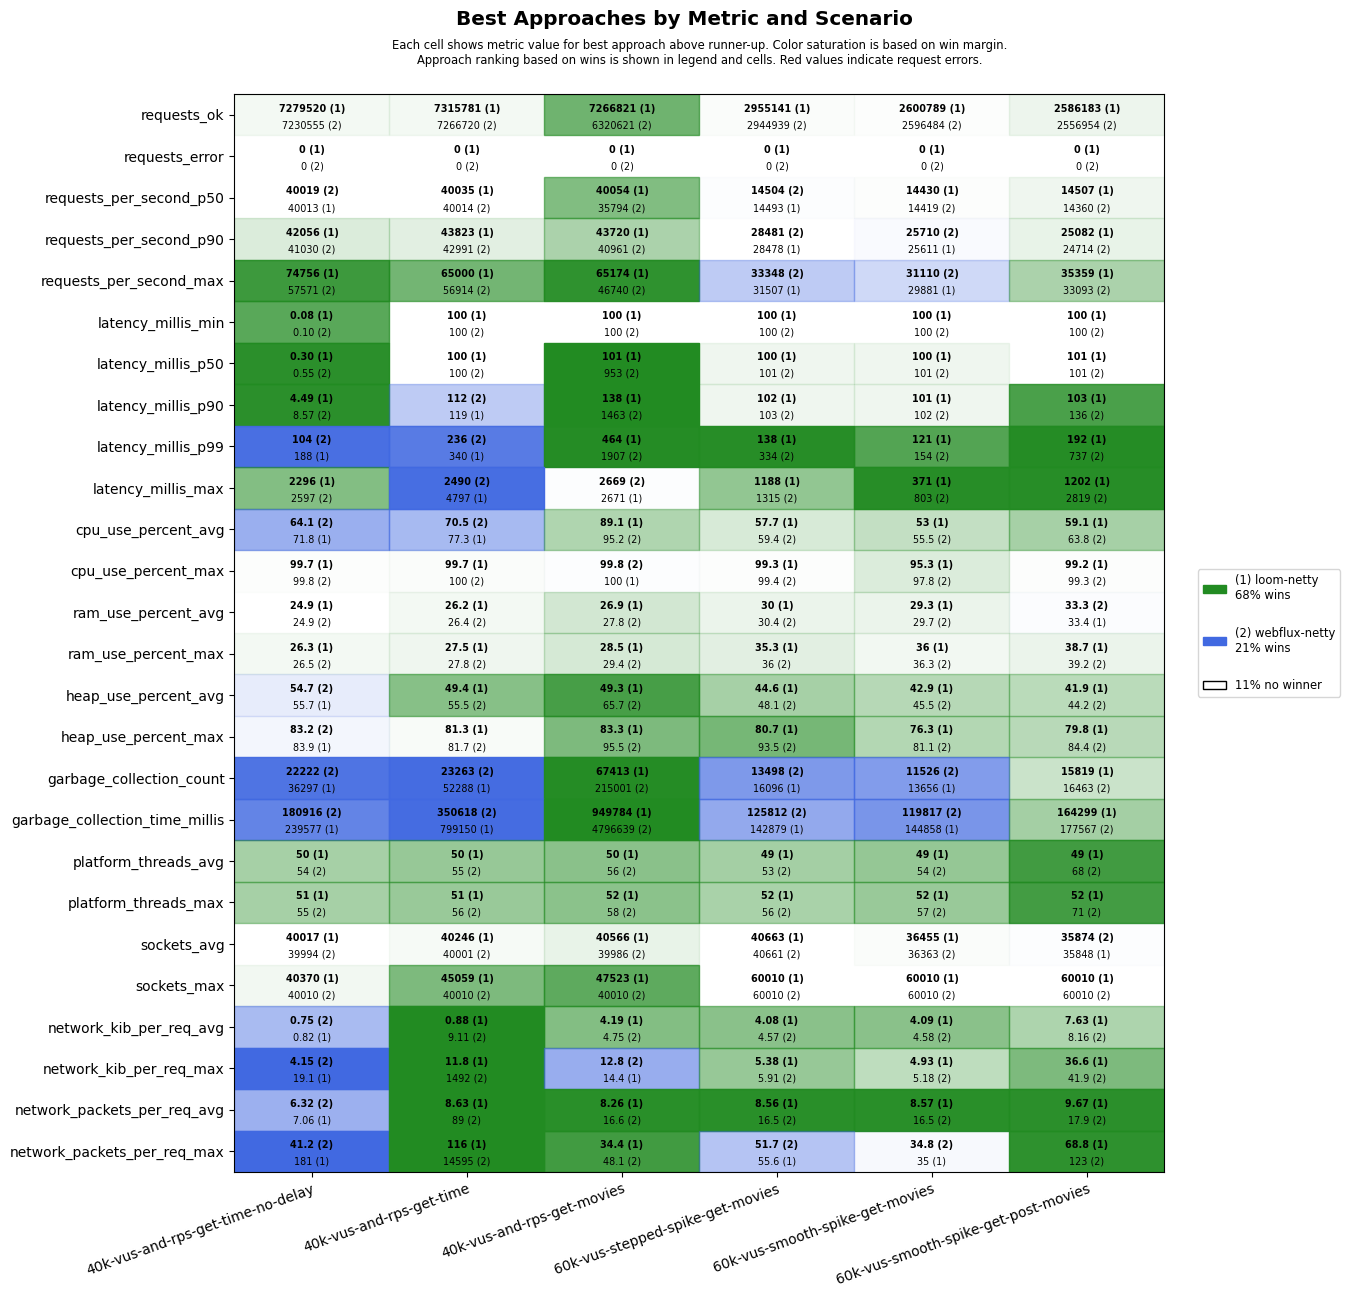 Best Approaches by Metric and Scenario
Each cell shows metric value for best approach above runner-up. Color saturation is based on win margin.
Approach ranking based on wins is shown in legend and cells. Red values indicate request errors.
requests_ok
7279520 (1) 7315781 (1) 7266821 (1) 2955141 (1) 2600789 (1) 2586183 (1)
7230555 (2) 7266720 (2) 6320621 (2) 2944939 (2) 2596484 (2) 2556954 (2)
requests_error
0 (1) 0 (1) 0 (1) 0 (1) 0 (1) 0 (1)
0 (2) 0 (2) 0 (2) 0 (2) 0 (2) 0 (2)
requests_per_second_p50
40019 (2) 40035 (1) 40054 (1) 14504 (2) 14430 (1) 14507 (1)
40013 (1) 40014 (2) 35794 (2) 14493 (1) 14419 (2) 14360 (2)
requests_per_second_p90
42056 (1) 43823 (1) 43720 (1) 28481 (2) 25710 (2) 25082 (1)
41030 (2) 42991 (2) 40961 (2) 28478 (1) 25611 (1) 24714 (2)
requests_per_second_max
74756 (1) 65000 (1) 65174 (1) 33348 (2) 31110 (2) 35359 (1)
57571 (2) 56914 (2) 46740 (2) 31507 (1) 29881 (1) 33093 (2)
latency_millis_min
0.08 (1) 100 (1) 100 (1) 100 (1) 100 (1) 100 (1)
0.10 (2) 100 (2) 100 (2) 100 (2) 100 (2) 100 (2)
latency_millis_p50
0.30 (1) 100 (1) 101 (1) 100 (1) 100 (1) 101 (1)
0.55 (2) 100 (2) 953 (2) 101 (2) 101 (2) 101 (2)
latency_millis_p90
4.49 (1) 112 (2) 138 (1) 102 (1) 101 (1) 103 (1)
8.57 (2) 119 (1) 1463 (2) 103 (2) 102 (2) 136 (2)
latency_millis_p99
104 (2) 236 (2) 464 (1) 138 (1) 121 (1) 192 (1)
188 (1) 340 (1) 1907 (2) 334 (2) 154 (2) 737 (2)
latency_millis_max
2296 (1) 2490 (2) 2669 (2) 1188 (1) 371 (1) 1202 (1)
2597 (2) 4797 (1) 2671 (1) 1315 (2) 803 (2) 2819 (2)
cpu_use_percent_avg
64.1 (2) 70.5 (2) 89.1 (1) 57.7 (1) 53 (1) 59.1 (1)
71.8 (1) 77.3 (1) 95.2 (2) 59.4 (2) 55.5 (2) 63.8 (2)
cpu_use_percent_max
99.7 (1) 99.7 (1) 99.8 (2) 99.3 (1) 95.3 (1) 99.2 (1)
99.8 (2) 100 (2) 100 (1) 99.4 (2) 97.8 (2) 99.3 (2)
ram_use_percent_avg
24.9 (1) 26.2 (1) 26.9 (1) 30 (1) 29.3 (1) 33.3 (2)
24.9 (2) 26.4 (2) 27.8 (2) 30.4 (2) 29.7 (2) 33.4 (1)
ram_use_percent_max
26.3 (1) 27.5 (1) 28.5 (1) 35.3 (1) 36 (1) 38.7 (1)
26.5 (2) 27.8 (2) 29.4 (2) 36 (2) 36.3 (2) 39.2 (2)
heap_use_percent_avg
54.7 (2) 49.4 (1) 49.3 (1) 44.6 (1) 42.9 (1) 41.9 (1)
55.7 (1) 55.5 (2) 65.7 (2) 48.1 (2) 45.5 (2) 44.2 (2)
heap_use_percent_max
83.2 (2) 81.3 (1) 83.3 (1) 80.7 (1) 76.3 (1) 79.8 (1)
83.9 (1) 81.7 (2) 95.5 (2) 93.5 (2) 81.1 (2) 84.4 (2)
garbage_collection_count
22222 (2) 23263 (2) 67413 (1) 13498 (2) 11526 (2) 15819 (1)
36297 (1) 52288 (1) 215001 (2) 16096 (1) 13656 (1) 16463 (2)
garbage_collection_time_millis
180916 (2) 350618 (2) 949784 (1) 125812 (2) 119817 (2) 164299 (1)
239577 (1) 799150 (1) 4796639 (2) 142879 (1) 144858 (1) 177567 (2)
platform_threads_avg
50 (1) 50 (1) 50 (1) 49 (1) 49 (1) 49 (1)
54 (2) 55 (2) 56 (2) 53 (2) 54 (2) 68 (2)
platform_threads_max
51 (1) 51 (1) 52 (1) 52 (1) 52 (1) 52 (1)
55 (2) 56 (2) 58 (2) 56 (2) 57 (2) 71 (2)
sockets_avg
40017 (1) 40246 (1) 40566 (1) 40663 (1) 36455 (1) 35874 (2)
39994 (2) 40001 (2) 39986 (2) 40661 (2) 36363 (2) 35848 (1)
sockets_max
40370 (1) 45059 (1) 47523 (1) 60010 (1) 60010 (1) 60010 (1)
40010 (2) 40010 (2) 40010 (2) 60010 (2) 60010 (2) 60010 (2)
network_kib_per_req_avg
0.75 (2) 0.88 (1) 4.19 (1) 4.08 (1) 4.09 (1) 7.63 (1)
0.82 (1) 9.11 (2) 4.75 (2) 4.57 (2) 4.58 (2) 8.16 (2)
network_kib_per_req_max
4.15 (2) 11.8 (1) 12.8 (2) 5.38 (1) 4.93 (1) 36.6 (1)
19.1 (1) 1492 (2) 14.4 (1) 5.91 (2) 5.18 (2) 41.9 (2)
network_packets_per_req_avg
6.32 (2) 8.63 (1) 8.26 (1) 8.56 (1) 8.57 (1) 9.67 (1)
7.06 (1) 89 (2) 16.6 (2) 16.5 (2) 16.5 (2) 17.9 (2)
network_packets_per_req_max
41.2 (2) 116 (1) 34.4 (1) 51.7 (2) 34.8 (2) 68.8 (1)
181 (1) 14595 (2) 48.1 (2) 55.6 (1) 35 (1) 123 (2)
40k-vus-and-rps-get-time-no-delay
40k-vus-and-rps-get-time
40k-vus-and-rps-get-movies
60k-vus-stepped-spike-get-movies
60k-vus-smooth-spike-get-movies
60k-vus-smooth-spike-get-post-movies
(1) loom-netty
68% wins
(2) webflux-netty
21% wins
11% no winner